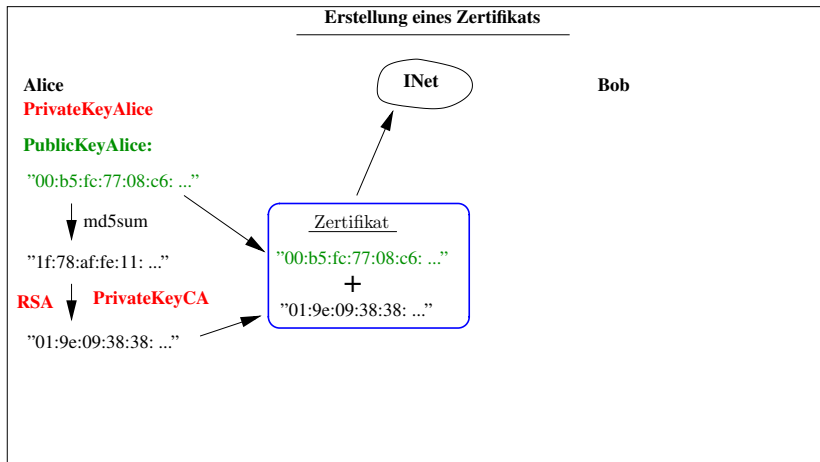 Erstellung eines Zertifikats
INet
Alice
Bob
PrivateKeyAlice
PublicKeyAlice:
”00:b5:fc:77:08:c6: ...”
md5sum
Zertifikat
”1f:78:af:fe:11: ...”
”00:b5:fc:77:08:c6: ...”
+
RSA
PrivateKeyCA
”01:9e:09:38:38: ...”
”01:9e:09:38:38: ...”